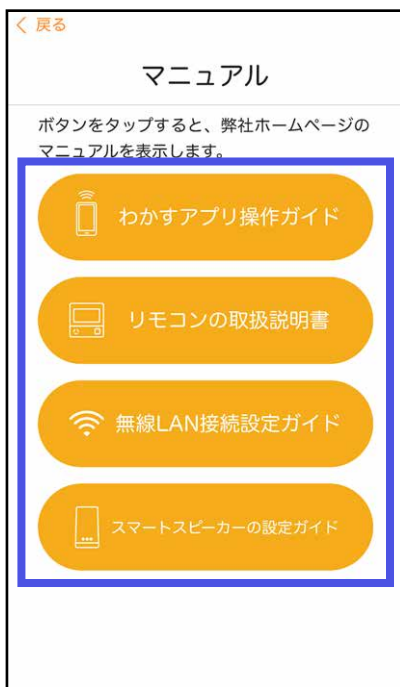 戻る
マニュアル
ボタンをタップすると、弊社ホームページの
マニュアルを表示します。
わかすアプリ操作ガイド
リモコンの取扱説明書
無線LAN接続設定ガイド
スマートスピーカーの設定ガイド